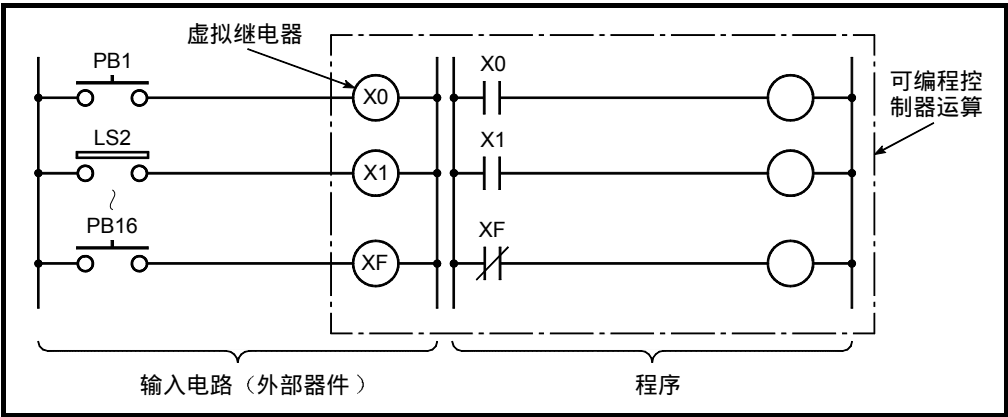 虚拟继电器
PB1
X0
X0
可编程控
制器运算
LS2
X1
X1
PB16
XF
XF
输入电路（外部器件）
程序